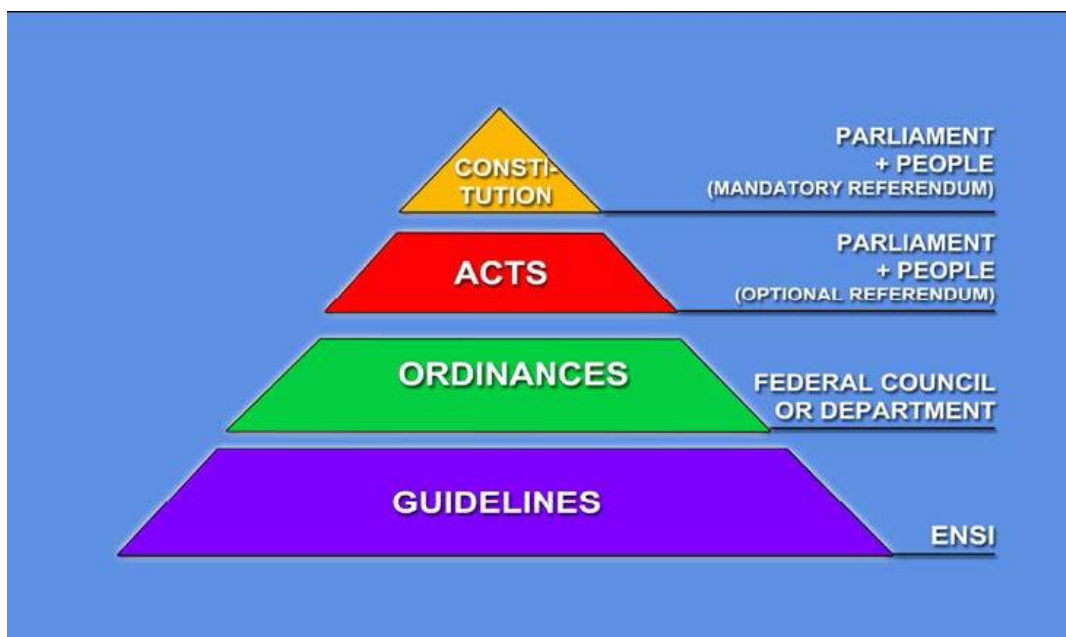 CONSTI-
TUTION
PARLIAMENT
+ PEOPLE
(MANDATORY REFERENDUM)
ACTS
PARLIAMENT
+ PEOPLE
(OPTIONAL REFERENDUM)
ORDINANCES
FEDERAL COUNCIL
OR DEPARTMENT
GUIDELINES
ENSI